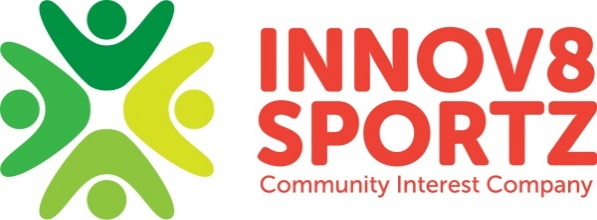 INNOV8
SPORTZ
Community Interest Company